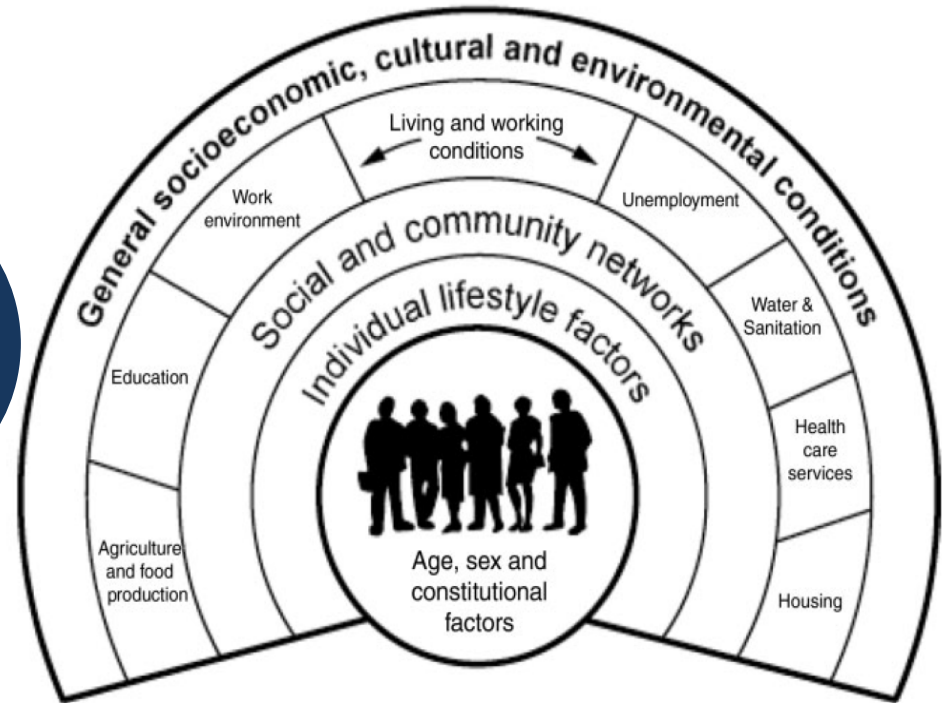 General socioeconomic, cultural and environmental conditions
Living and working
conditions
Work
environment
Unemployment
Social and community networks
Water &
Sanitation
Individual lifestyle factors
Education
Health
care
services
Agriculture
and food
production
Housing
Age, sex and
constitutional
factors